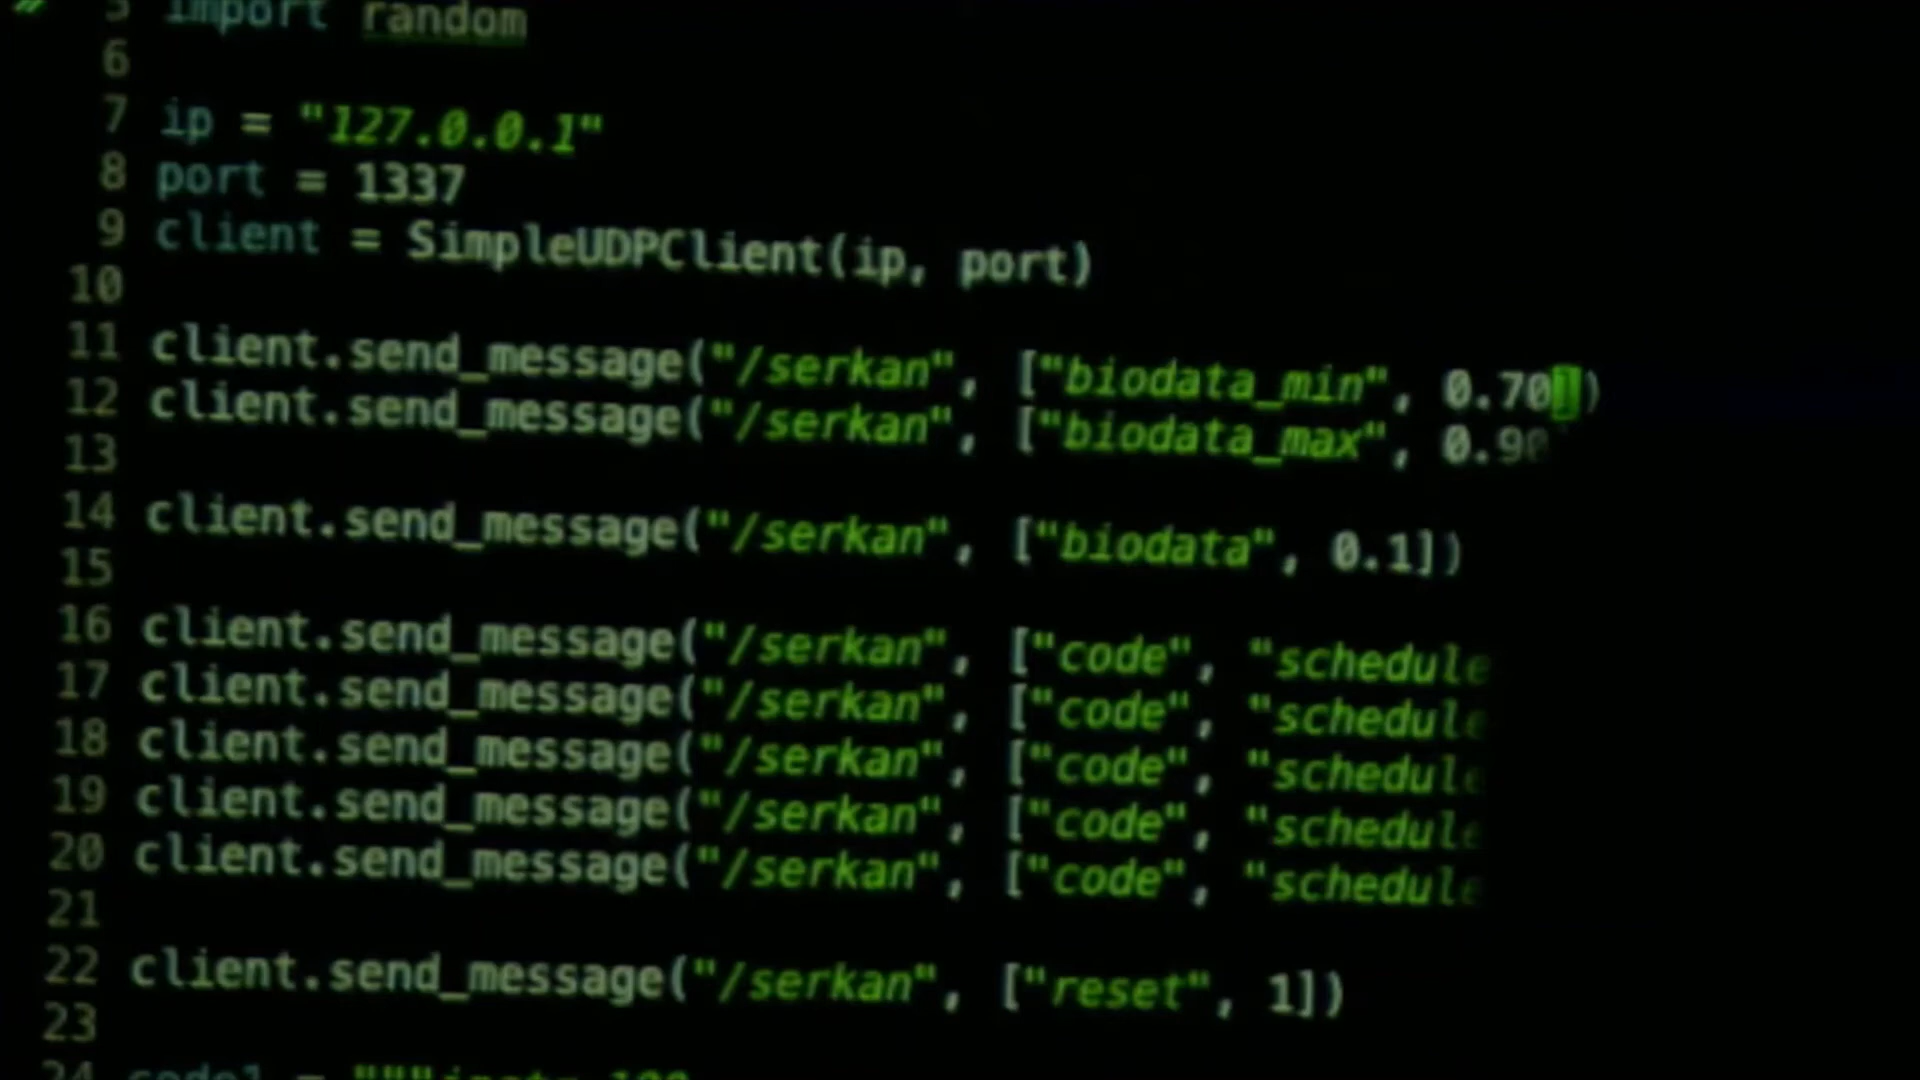 5 import random
6
7 ip = "127.0.0.1"
8 port = 1337
9 client = SimpleUDPClient(ip, port)
10
11 client.send_message("/serkan", ["biodata_min", 0.70])
12 client.send_message("/serkan", ["biodata_max", 0.90
13
14 client.send_message("/serkan", ["biodata", 0.1])
15
16 client.send_message("/serkan", ["code", "schedule
17 client.send_message("/serkan", ["code", "schedule
18 client.send_message("/serkan", ["code", "schedule
19 client.send_message("/serkan", ["code", "schedule
20 client.send_message("/serkan", ["code", "schedule
21
22 client.send_message("/serkan", ["reset", 1])
23
24 code1 = """